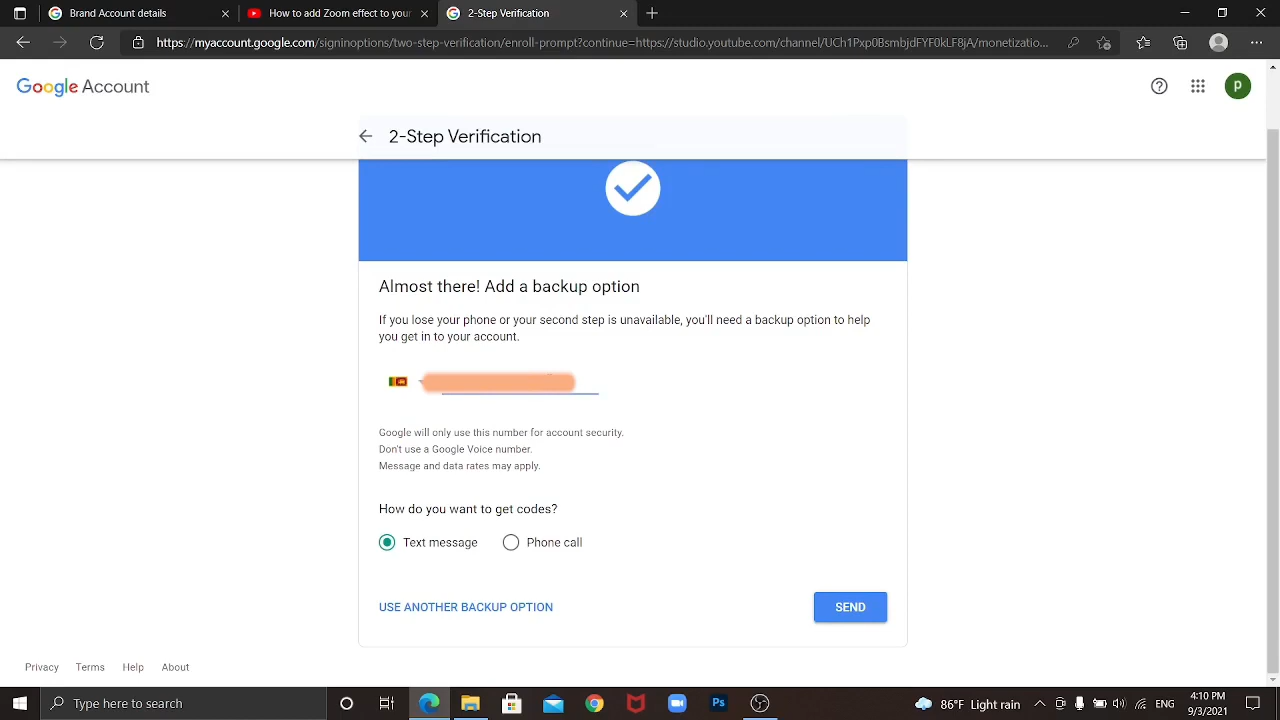 Brand Account details
How to add Zoom effect to your
2-Step Verification
https://myaccount.google.com/signinoptions/two-step-verification/enroll-prompt?continue=https://studio.youtube.com/channel/UCh1Pxp0BsmbjdFYF0kLF8jA/monetizatio...
Google Account
p
2-Step Verification
Almost there! Add a backup option
If you lose your phone or your second step is unavailable, you'll need a backup option to help
you get in to your account.
Google will only use this number for account security.
Don't use a Google Voice number.
Message and data rates may apply.
How do you want to get codes?
Text message
Phone call
USE ANOTHER BACKUP OPTION
SEND
Privacy Terms Help About
Type here to search
Ps
86°F Light rain
ENG
4:10 PM
9/3/2021